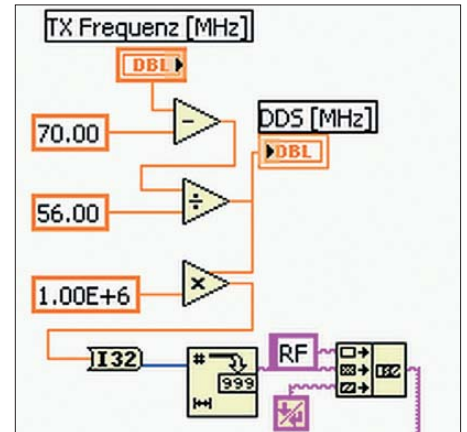 TX Frequenz [MHz]
DBL
70.00
DDS [MHz]
DBL
56.00
1.00E+6
I32
#
999
RF